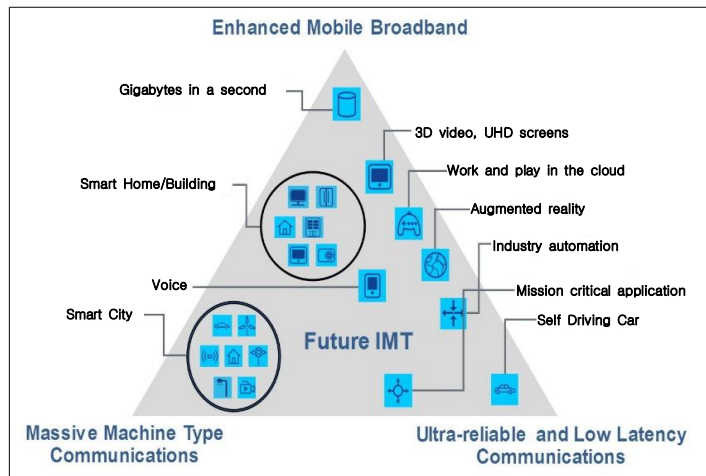 Enhanced Mobile Broadband
Gigabytes in a second
3D video, UHD screens
Work and play in the cloud
Smart Home/Building
Augmented reality
Industry automation
Voice
Mission critical application
Smart City
Self Driving Car
Future IMT
Massive Machine Type
Communications
Ultra-reliable and Low Latency
Communications